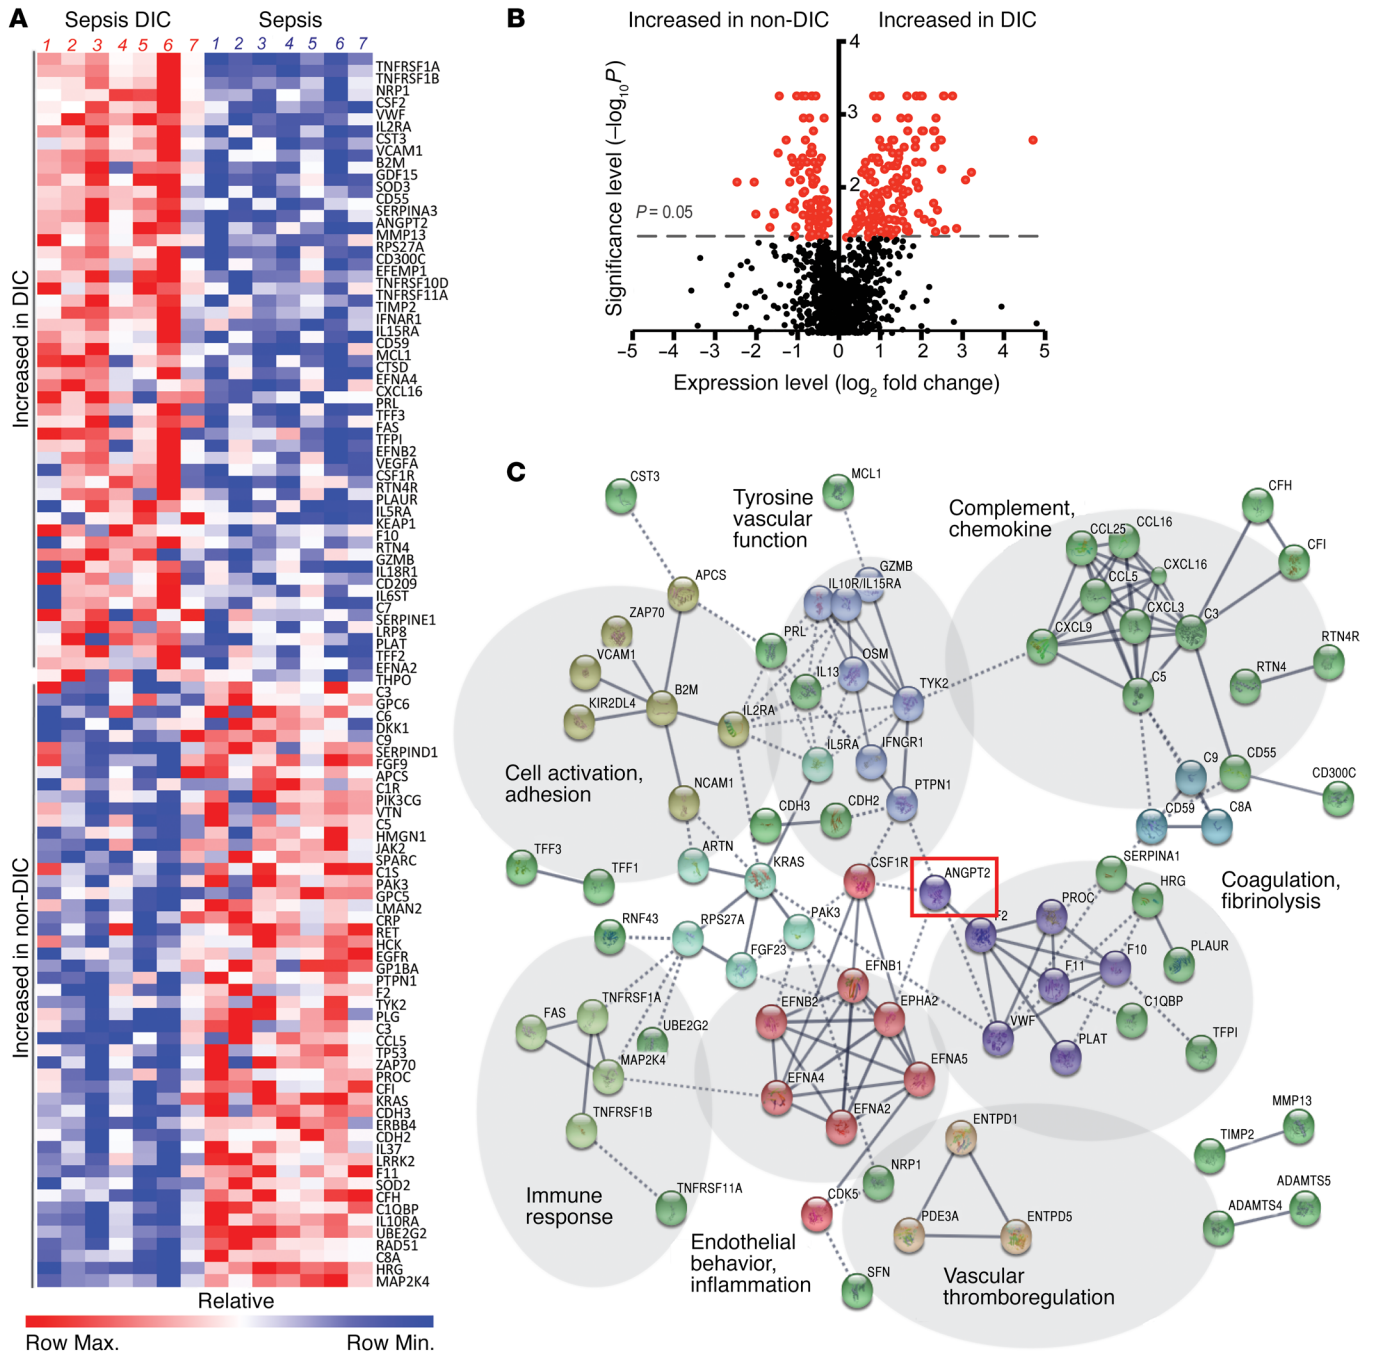 A
Sepsis DIC
Sepsis
1 2 3 4 5 6 7 1 2 3 4 5 6 7
Increased in DIC
TNFRSF1A
TNFRSF1B
NRP1
CSF2
VWF
IL2RA
CST3
VCAM1
B2M
GDF15
SOD3
CD55
SERPINA3
ANGPT2
MMP13
RPS27A
CD300C
EFEMP1
TNFRSF10D
TNFRSF11A
TIMP2
IFNAR1
IL15RA
CD59
MCL1
CTSD
EFNA4
CXCL16
PRL
TFF3
FAS
TFPI
EFNB2
VEGFA
CSF1R
RTN4R
PLAUR
IL5RA
KEAP1
F10
RTN4
GZMB
IL18R1
CD209
IL6ST
C7
SERPINE1
LRP8
PLAT
TFF2
EFNA2
THPO
Increased in non-DIC
C3
GPC6
C6
DKK1
C9
SERPIND1
FGF9
APCS
C1R
PIK3CG
VTN
C5
HMGN1
JAK2
SPARC
C1S
PAK3
GPC5
LMAN2
CRP
RET
HCK
EGFR
GP1BA
PTPN1
F2
TYK2
PLG
C3
CCL5
TP53
ZAP70
PROC
CFI
KRAS
CDH3
ERBB4
CDH2
IL37
LRRK2
F11
SOD2
CFH
C1QBP
IL10RA
UBE2G2
RAD51
C8A
HRG
MAP2K4
Relative
Row Max.
Row Min.
B
Increased in non-DIC
Increased in DIC
Significance level (–log10P)
4
3
2
P = 0.05
–5 –4 –3 –2 –1 0 1 2 3 4 5
Expression level (log2 fold change)
C
CST3
MCL1
Tyrosine
vascular
function
Complement,
chemokine
CFH
CFI
CCL25
CCL16
CXCL16
CCL5
CXCL3
C3
CXCL9
C5
RTN4R
RTN4
APCS
GZMB
IL10R/IL15RA
ZAP70
PRL
VCAM1
OSM
IL13
TYK2
B2M
KIR2DL4
IL2RA
IL5RA
IFNGR1
C9
CD55
CD300C
Cell activation,
adhesion
NCAM1
CDH3
CDH2
PTPN1
CD59
C8A
TFF3
TFF1
ARTN
KRAS
CSF1R
ANGPT2
SERPINA1
HRG
Coagulation,
fibrinolysis
RNF43
RPS27A
PAK3
F2
PROC
PLAUR
FGF23
F10
F11
EFNB1
C1QBP
EFNB2
EPHA2
TNFRSF1A
FAS
UBE2G2
VWF
PLAT
TFPI
MAP2K4
EFNA5
EFNA4
TNFRSF1B
EFNA2
ENTPD1
MMP13
TIMP2
NRP1
TNFRSF11A
Immune
response
CDK5
PDE3A
ENTPD5
ADAMTS5
ADAMTS4
Endothelial
behavior,
inflammation
SFN
Vascular
thromboregulation